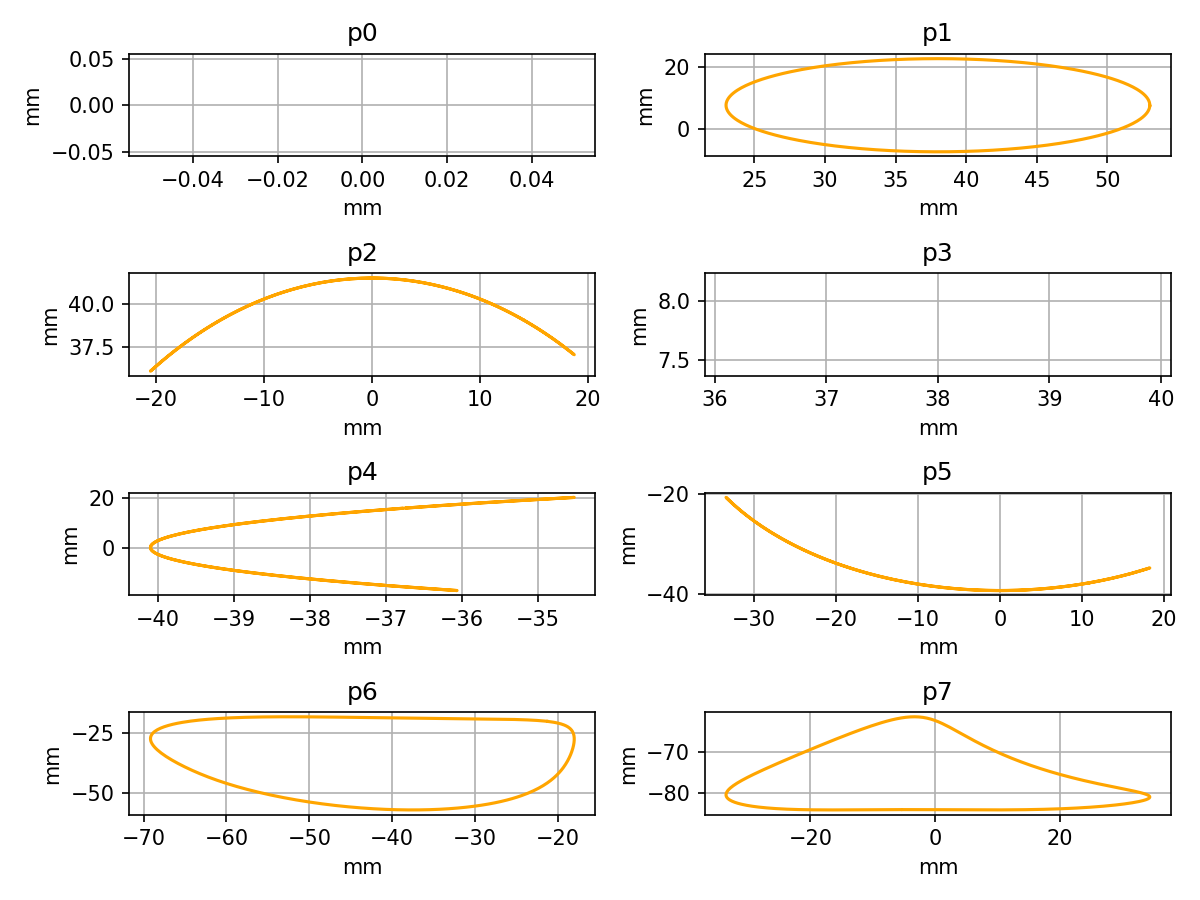 p0
mm
0.05
0.00
−0.05
−0.04 −0.02 0.00 0.02 0.04
mm
p1
mm
20
0
25 30 35 40 45 50
mm
p2
mm
40.0
37.5
−20 −10 0 10 20
mm
p3
mm
8.0
7.5
36 37 38 39 40
mm
p4
mm
20
0
−40 −39 −38 −37 −36 −35
mm
p5
mm
−20
−40
−30 −20 −10 0 10 20
mm
p6
mm
−25
−50
−70 −60 −50 −40 −30 −20
mm
p7
mm
−70
−80
−20 0 20
mm